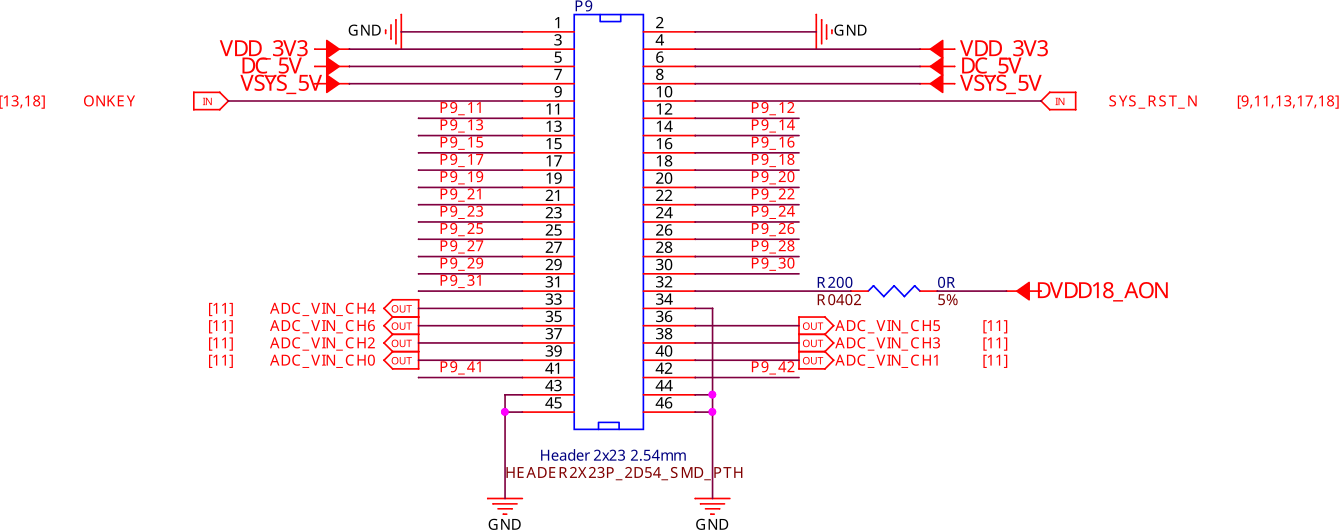 P9
GND 1 2 GND
VDD_3V3 3 4 VDD_3V3
DC_5V 5 6 DC_5V
VSYS_5V 7 8 VSYS_5V
[13,18] ONKEY IN 9 10 IN SYS_RST_N [9,11,13,17,18]
P9_11 11 12 P9_12
P9_13 13 14 P9_14
P9_15 15 16 P9_16
P9_17 17 18 P9_18
P9_19 19 20 P9_20
P9_21 21 22 P9_22
P9_23 23 24 P9_24
P9_25 25 26 P9_26
P9_27 27 28 P9_28
P9_29 29 30 P9_30
P9_31 31 32 R200 0R DVDD18_AON
R0402 5%
[11] ADC_VIN_CH4 OUT 33 34
[11] ADC_VIN_CH6 OUT 35 36 OUT ADC_VIN_CH5 [11]
[11] ADC_VIN_CH2 OUT 37 38 OUT ADC_VIN_CH3 [11]
[11] ADC_VIN_CH0 OUT 39 40 OUT ADC_VIN_CH1 [11]
P9_41 41 42 P9_42
43 44
45 46
Header 2x23 2.54mm
HEADER2X23P_2D54_SMD_PTH
GND GND